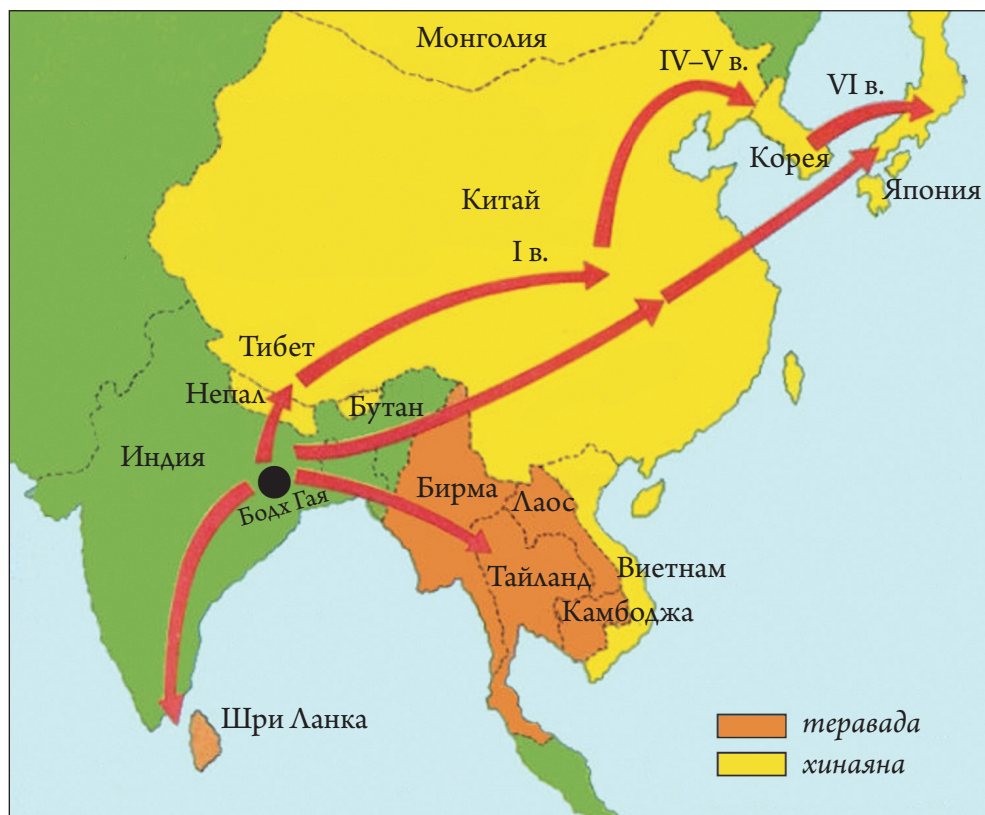 Монголия
IV–V в.
VI в.
Корея
Япония
Китай
I в.
Тибет
Непал
Бутан
Индия
Бодх Гая
Бирма
Лаос
Тайланд
Виетнам
Камбоджа
Шри Ланка
теравада
хинаяна